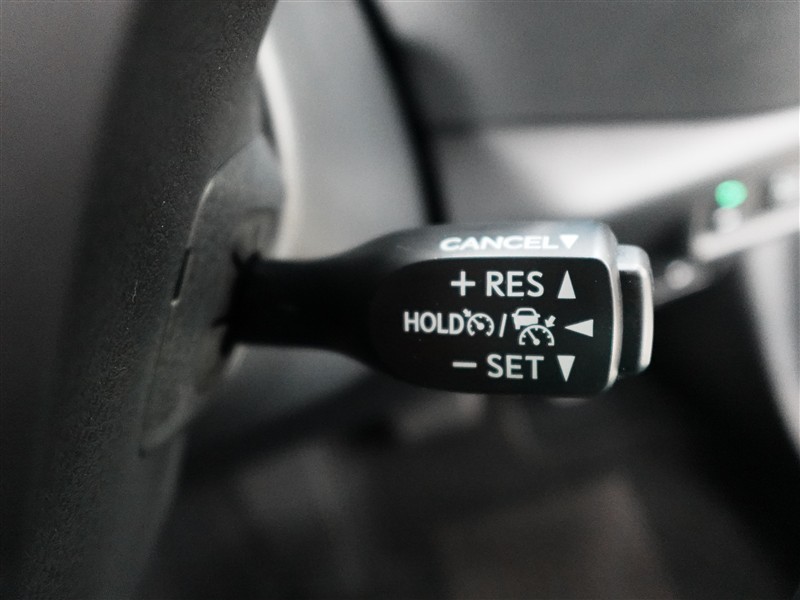 CANCEL▼
+ RES ▲
HOLD / ◀
− SET ▼